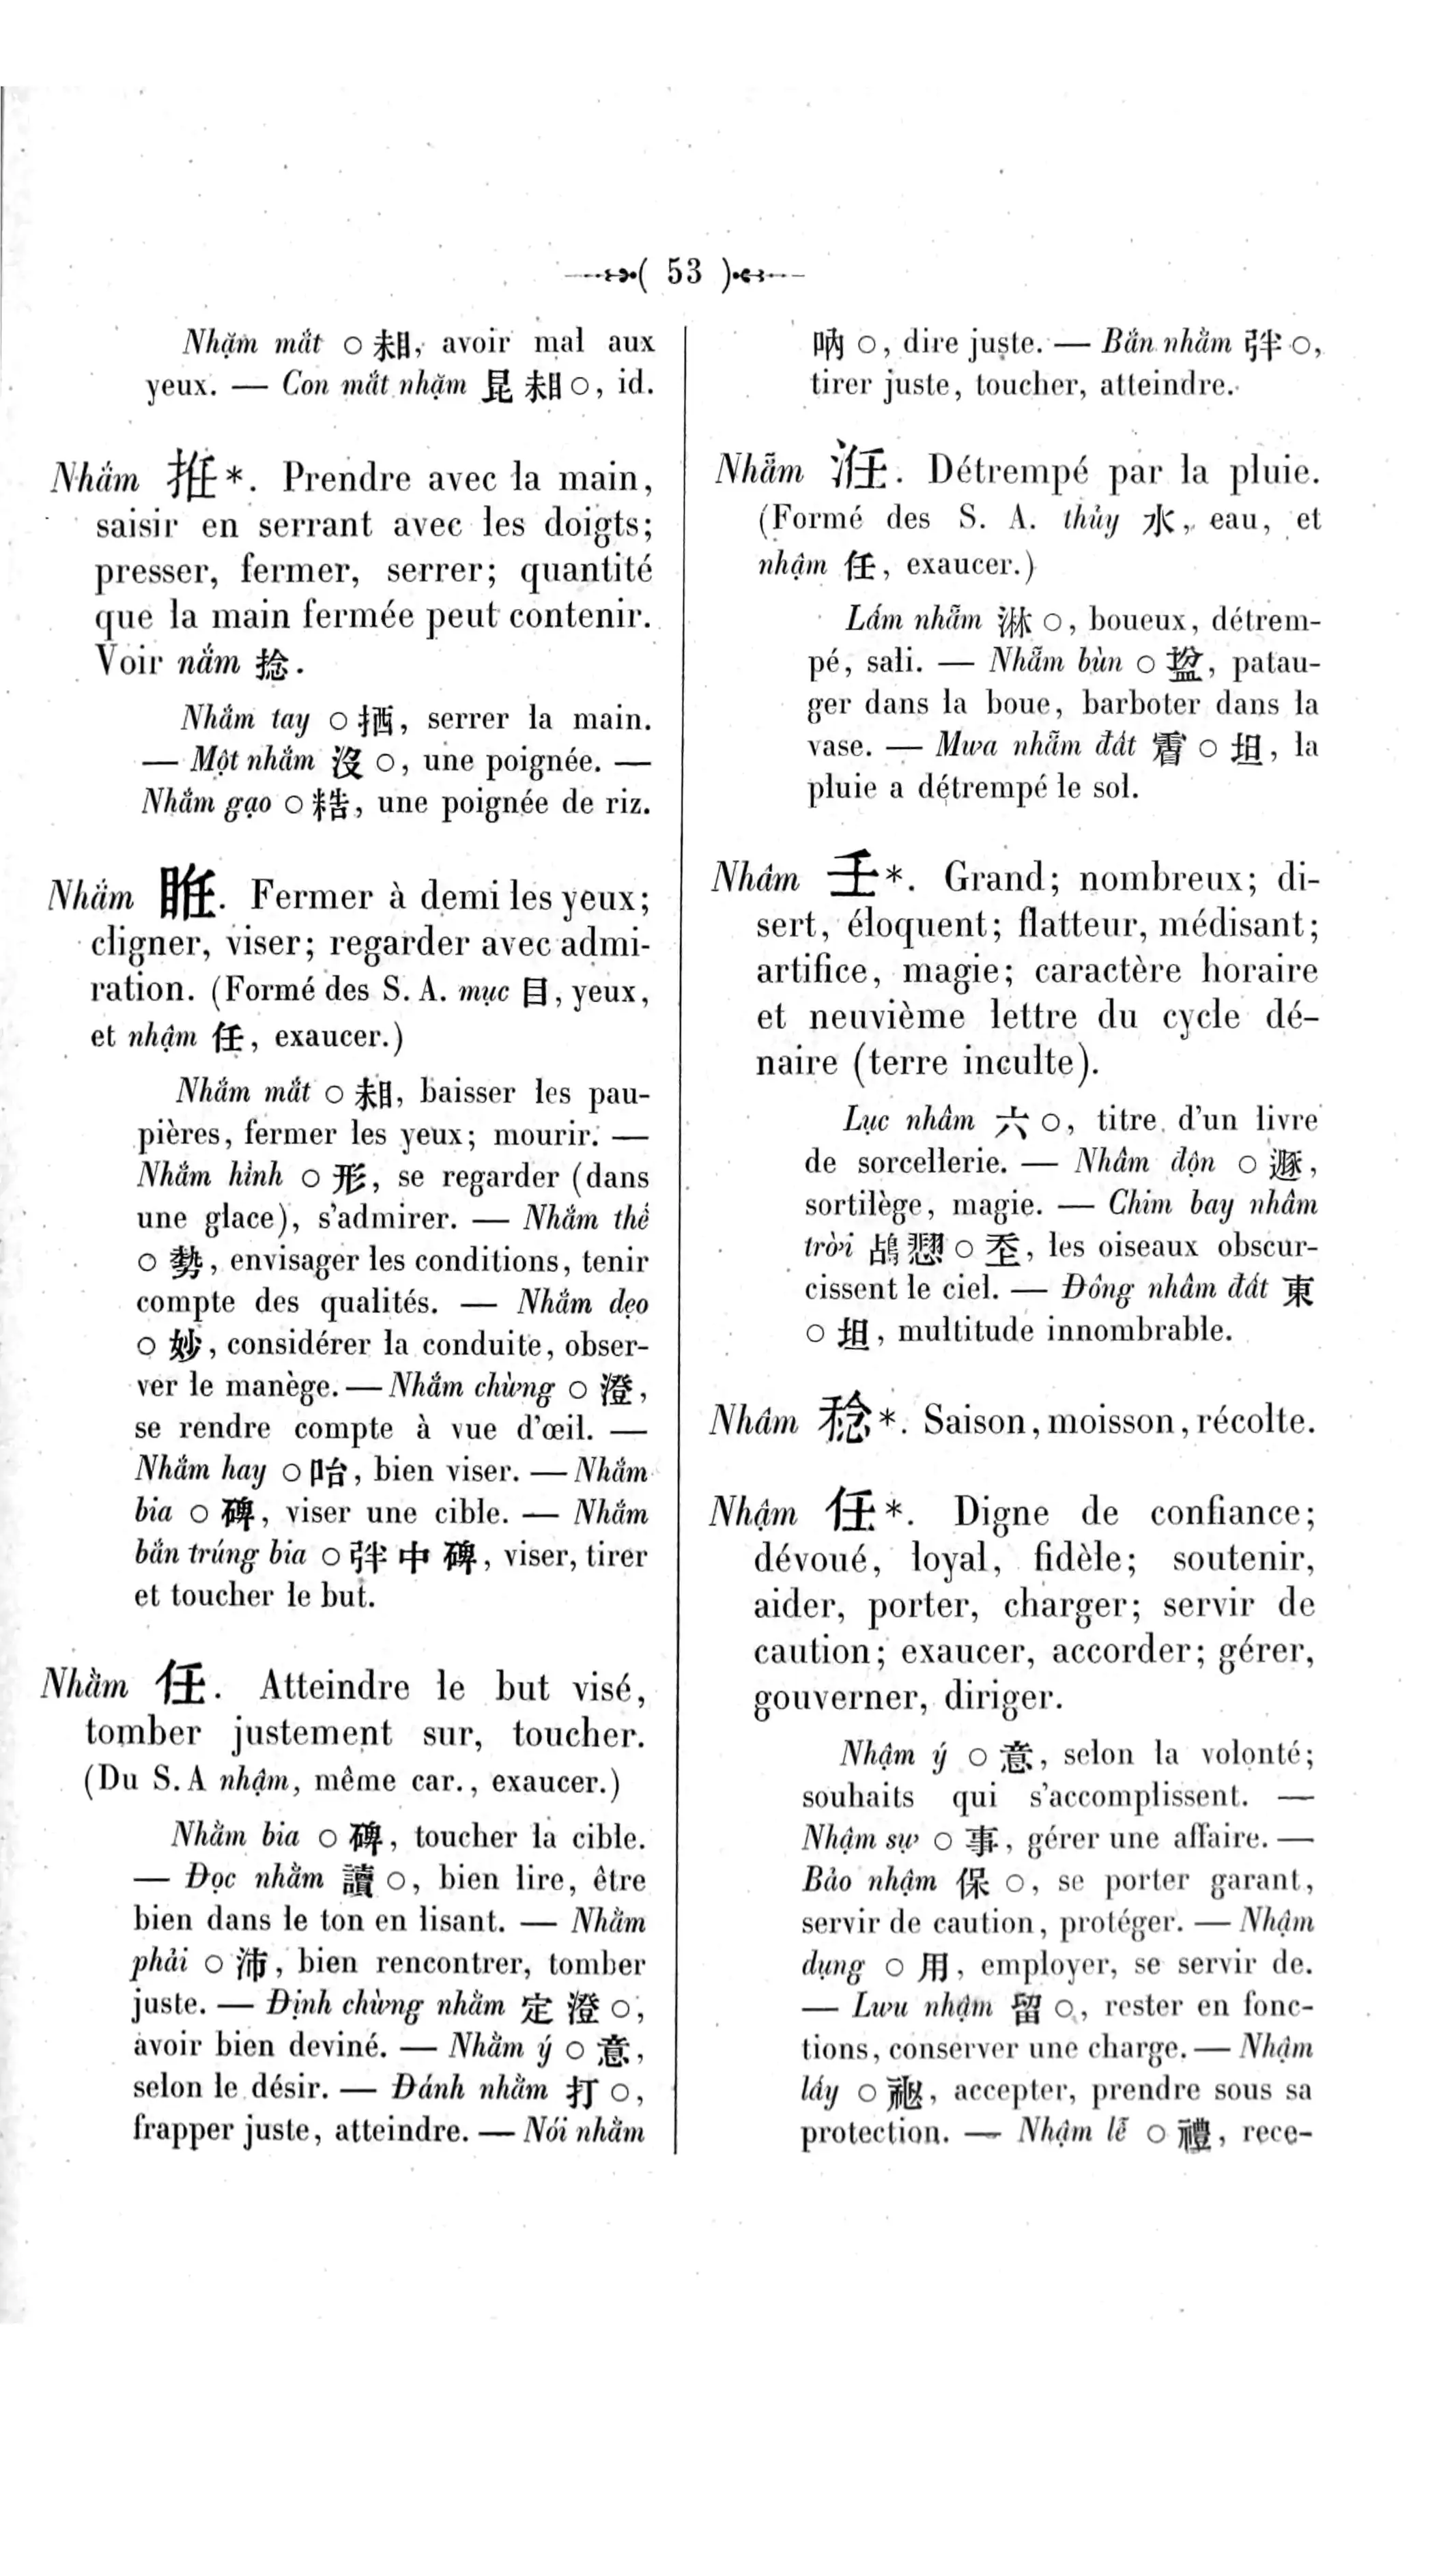 ( 53 )
Nhặm mắt ○ 𬑉, avoir mal aux
yeux. — Con mắt nhặm 昆 𬑉 ○, id.
Nhắm 拰 *. Prendre avec la main,
saisir en serrant avec les doigts;
presser, fermer, serrer; quantité
que la main fermée peut contenir.
Voir nắm 捻.
Nhắm tay ○ 拪, serrer la main.
— Một nhắm 沒 ○, une poignée. —
Nhắm gạo ○ 𥺊, une poignée de riz.
Nhắm 𥄮. Fermer à demi les yeux;
cligner, viser; regarder avec admi-
ration. (Formé des S. A. mục 目, yeux,
et nhậm 任, exaucer.)
Nhắm mắt ○ 𬑉, baisser les pau-
pières, fermer les yeux; mourir. —
Nhắm hình ○ 形, se regarder (dans
une glace), s'admirer. — Nhắm thế
○ 勢, envisager les conditions, tenir
compte des qualités. — Nhắm dẹo
○ 妙, considérer la conduite, obser-
ver le manège. — Nhắm chừng ○ 澄,
se rendre compte à vue d'œil. —
Nhắm hay ○ 咍, bien viser. — Nhắm
bia ○ 碑, viser une cible. — Nhắm
bắn trúng bia ○ 弹 中 碑, viser, tirer
et toucher le but.
Nhằm 任. Atteindre le but visé,
tomber justement sur, toucher.
(Du S. A nhậm, même car., exaucer.)
Nhằm bia ○ 碑, toucher la cible.
— Đọc nhằm 讀 ○, bien lire, être
bien dans le ton en lisant. — Nhằm
phải ○ 沛, bien rencontrer, tomber
juste. — Định chừng nhằm 定 澄 ○,
avoir bien deviné. — Nhằm ý ○ 意,
selon le désir. — Đánh nhằm 打 ○,
frapper juste, atteindre. — Nói nhằm
吶 ○, dire juste. — Bắn nhằm ○,
tirer juste, toucher, atteindre.
Nhẵm. Détrempé par la pluie.
(Formé des S. A. thủy 水, eau, et
nhậm 任, exaucer.)
Lắm nhẵm 淋 ○, boueux, détrem-
pé, sali. — Nhẵm bùn ○, patau-
ger dans la boue, barboter dans la
vase. — Mưa nhẵm đất ○ 坦, la
pluie a détrempé le sol.
Nhâm 壬 *. Grand; nombreux; di-
sert, éloquent; flatteur, médisant;
artifice, magie; caractère horaire
et neuvième lettre du cycle dé-
naire (terre inculte).
Lục nhâm 六 ○, titre d'un livre
de sorcellerie. — Nhâm độn ○ 遯,
sortilège, magie. — Chim bay nhâm
trời ○, les oiseaux obscur-
cissent le ciel. — Đông nhâm đất 東
○ 坦, multitude innombrable.
Nhâm 稔 *. Saison, moisson, récolte.
Nhậm 任 *. Digne de confiance;
dévoué, loyal, fidèle; soutenir,
aider, porter, charger; servir de
caution; exaucer, accorder; gérer,
gouverner, diriger.
Nhậm ý ○ 意, selon la volonté;
souhaits qui s'accomplissent. —
Nhậm sự ○ 事, gérer une affaire. —
Bảo nhậm 保 ○, se porter garant,
servir de caution, protéger. — Nhậm
dụng ○ 用, employer, se servir de.
— Lưu nhậm 留 ○, rester en fonc-
tions, conserver une charge. — Nhậm
lấy ○, accepter, prendre sous sa
protection. — Nhậm lễ ○ 禮, rece-